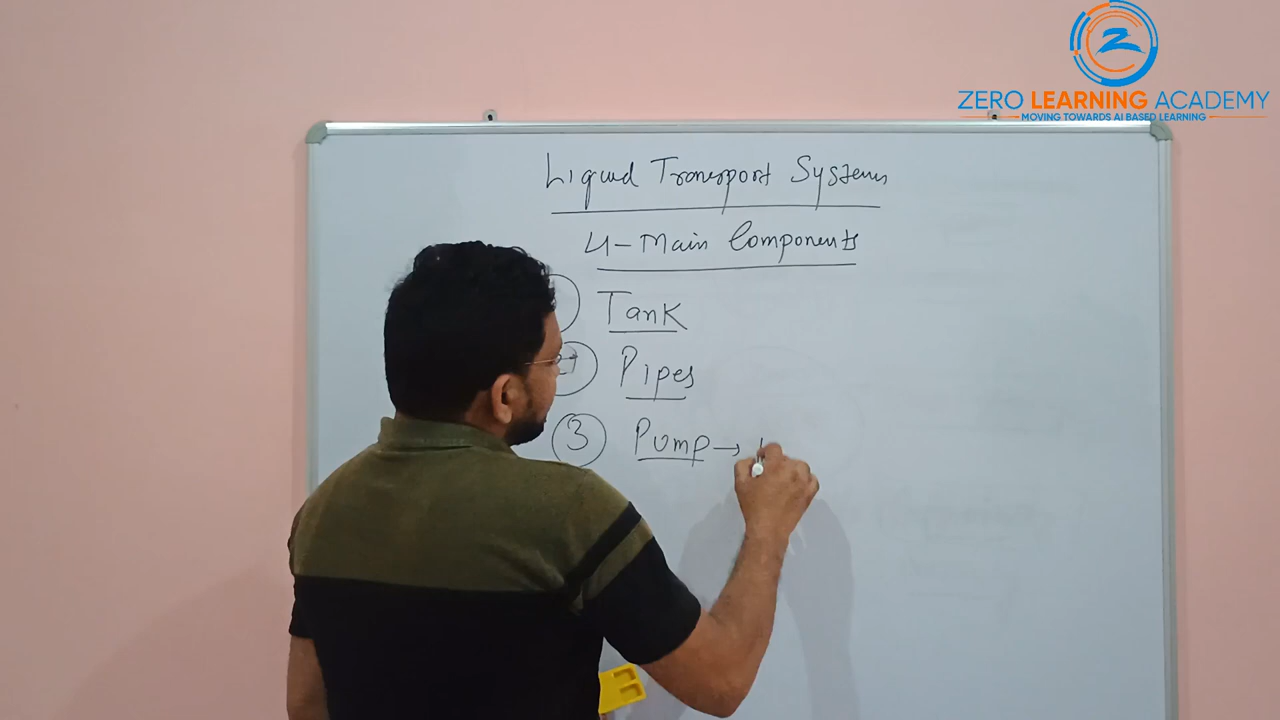 ZERO LEARNING ACADEMY
MOVING TOWARDS AI BASED LEARNING
Liquid Transport Systems
4- Main Components
Tank
Pipes
3 Pump →